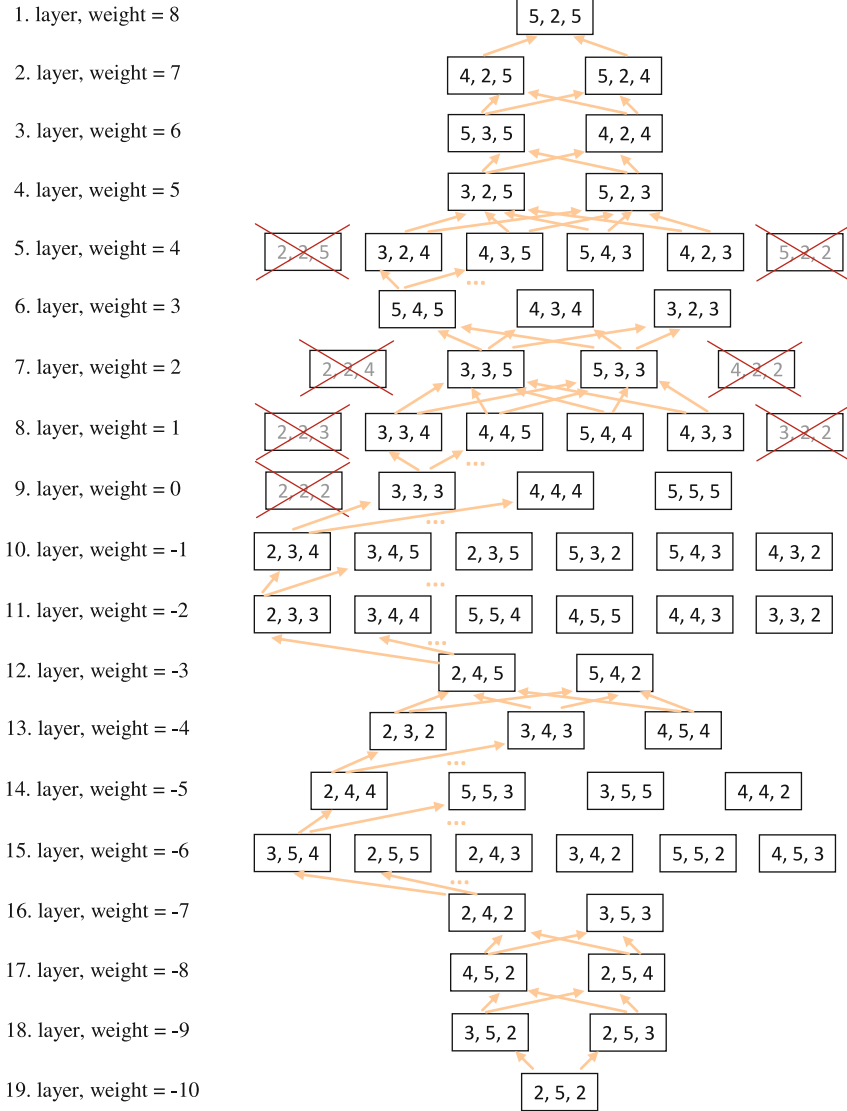 1. layer, weight = 8 5, 2, 5
2. layer, weight = 7 4, 2, 5 5, 2, 4
3. layer, weight = 6 5, 3, 5 4, 2, 4
4. layer, weight = 5 3, 2, 5 5, 2, 3
5. layer, weight = 4 2, 2, 5 3, 2, 4 4, 3, 5 5, 4, 3 4, 2, 3 5, 2, 2
...
6. layer, weight = 3 5, 4, 5 4, 3, 4 3, 2, 3
7. layer, weight = 2 2, 2, 4 3, 3, 5 5, 3, 3 4, 2, 2
8. layer, weight = 1 2, 2, 3 3, 3, 4 4, 4, 5 5, 4, 4 4, 3, 3 3, 2, 2
...
9. layer, weight = 0 2, 2, 2 3, 3, 3 4, 4, 4 5, 5, 5
...
10. layer, weight = -1 2, 3, 4 3, 4, 5 2, 3, 5 5, 3, 2 5, 4, 3 4, 3, 2
...
11. layer, weight = -2 2, 3, 3 3, 4, 4 5, 5, 4 4, 5, 5 4, 4, 3 3, 3, 2
...
12. layer, weight = -3 2, 4, 5 5, 4, 2
13. layer, weight = -4 2, 3, 2 3, 4, 3 4, 5, 4
...
14. layer, weight = -5 2, 4, 4 5, 5, 3 3, 5, 5 4, 4, 2
...
15. layer, weight = -6 3, 5, 4 2, 5, 5 2, 4, 3 3, 4, 2 5, 5, 2 4, 5, 3
...
16. layer, weight = -7 2, 4, 2 3, 5, 3
17. layer, weight = -8 4, 5, 2 2, 5, 4
18. layer, weight = -9 3, 5, 2 2, 5, 3
19. layer, weight = -10 2, 5, 2